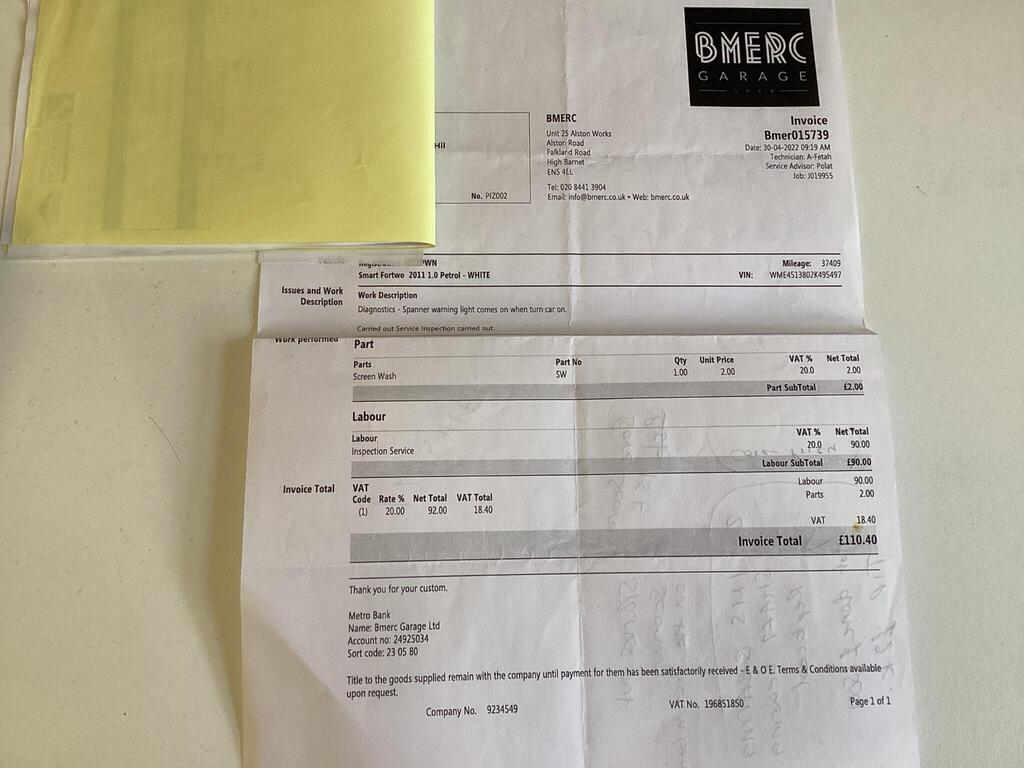 BMERC
GARAGE
BMERC
Unit 25 Alston Works
Alston Road
Falkland Road
High Barnet
EN5 4LL
Tel: 020 8441 3904
Email: info@bmerc.co.uk • Web: bmerc.co.uk
Hil
No. PIZ002
Invoice
Bmer015739
Date: 30-04-2022 09:19 AM
Technician: A-Fetah
Service Advisor: Polat
Job: J019955
WN
Mileage: 37409
Smart Fortwo 2011 1.0 Petrol - WHITE
VIN: WME4513802K495497
Issues and Work Description
Work Description
Diagnostics - Spanner warning light comes on when turn car on.
Carried out Service Inspection carried out
Work performed
Part
Parts Part No Qty Unit Price VAT % Net Total
Screen Wash SW 1.00 2.00 20.0 2.00
Part SubTotal £2.00
Labour
Labour VAT % Net Total
Inspection Service 20.0 90.00
Labour SubTotal £90.00
Invoice Total
VAT
Code Rate % Net Total VAT Total
(1) 20.00 92.00 18.40
Labour 90.00
Parts 2.00
VAT 18.40
Invoice Total £110.40
Thank you for your custom.
Metro Bank
Name: Bmerc Garage Ltd
Account no: 24925034
Sort code: 23 05 80
Title to the goods supplied remain with the company until payment for them has been satisfactorily received - E & O E. Terms & Conditions available
upon request.
Company No. 9234549 VAT No. 196851850 Page 1 of 1